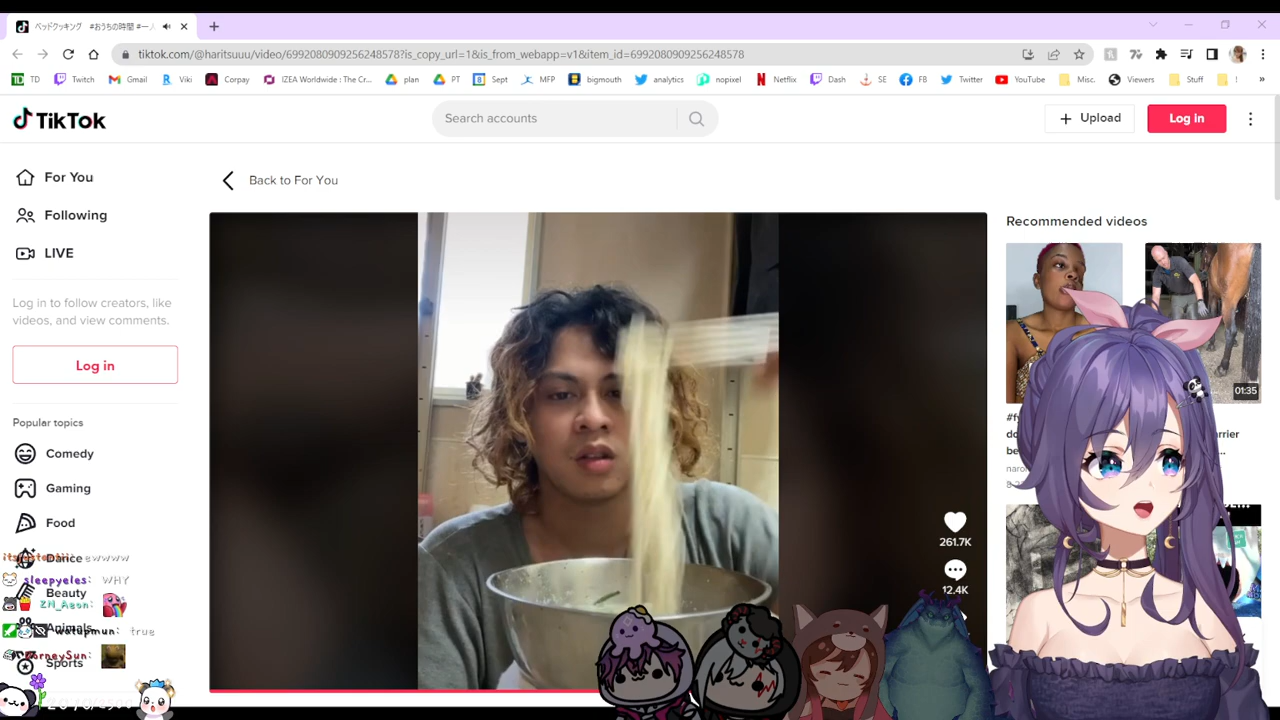 ベッドクッキング #おうちの時間 #一人
tiktok.com/@haritsuuu/video/6992080909256248578?is_copy_url=1&is_from_webapp=v1&item_id=6992080909256248578
TD Twitch Gmail Viki Corpay IZEA Worldwide : The Cr... plan PT Sept MFP bigmouth analytics nopixel Netflix Dash SE FB Twitter YouTube Misc. Viewers Stuff !
TikTok
Search accounts
Upload
Log in
For You
Back to For You
Following
Recommended videos
LIVE
Log in to follow creators, like
videos, and view comments.
Log in
01:35
Popular topics
Comedy
Gaming
Food
261.7K
12.4K
Dance
ewwww
sleepyeles: WHY
Beauty
ZN_Aeon:
Animals
watupmun: true
BarneySun:
Sports